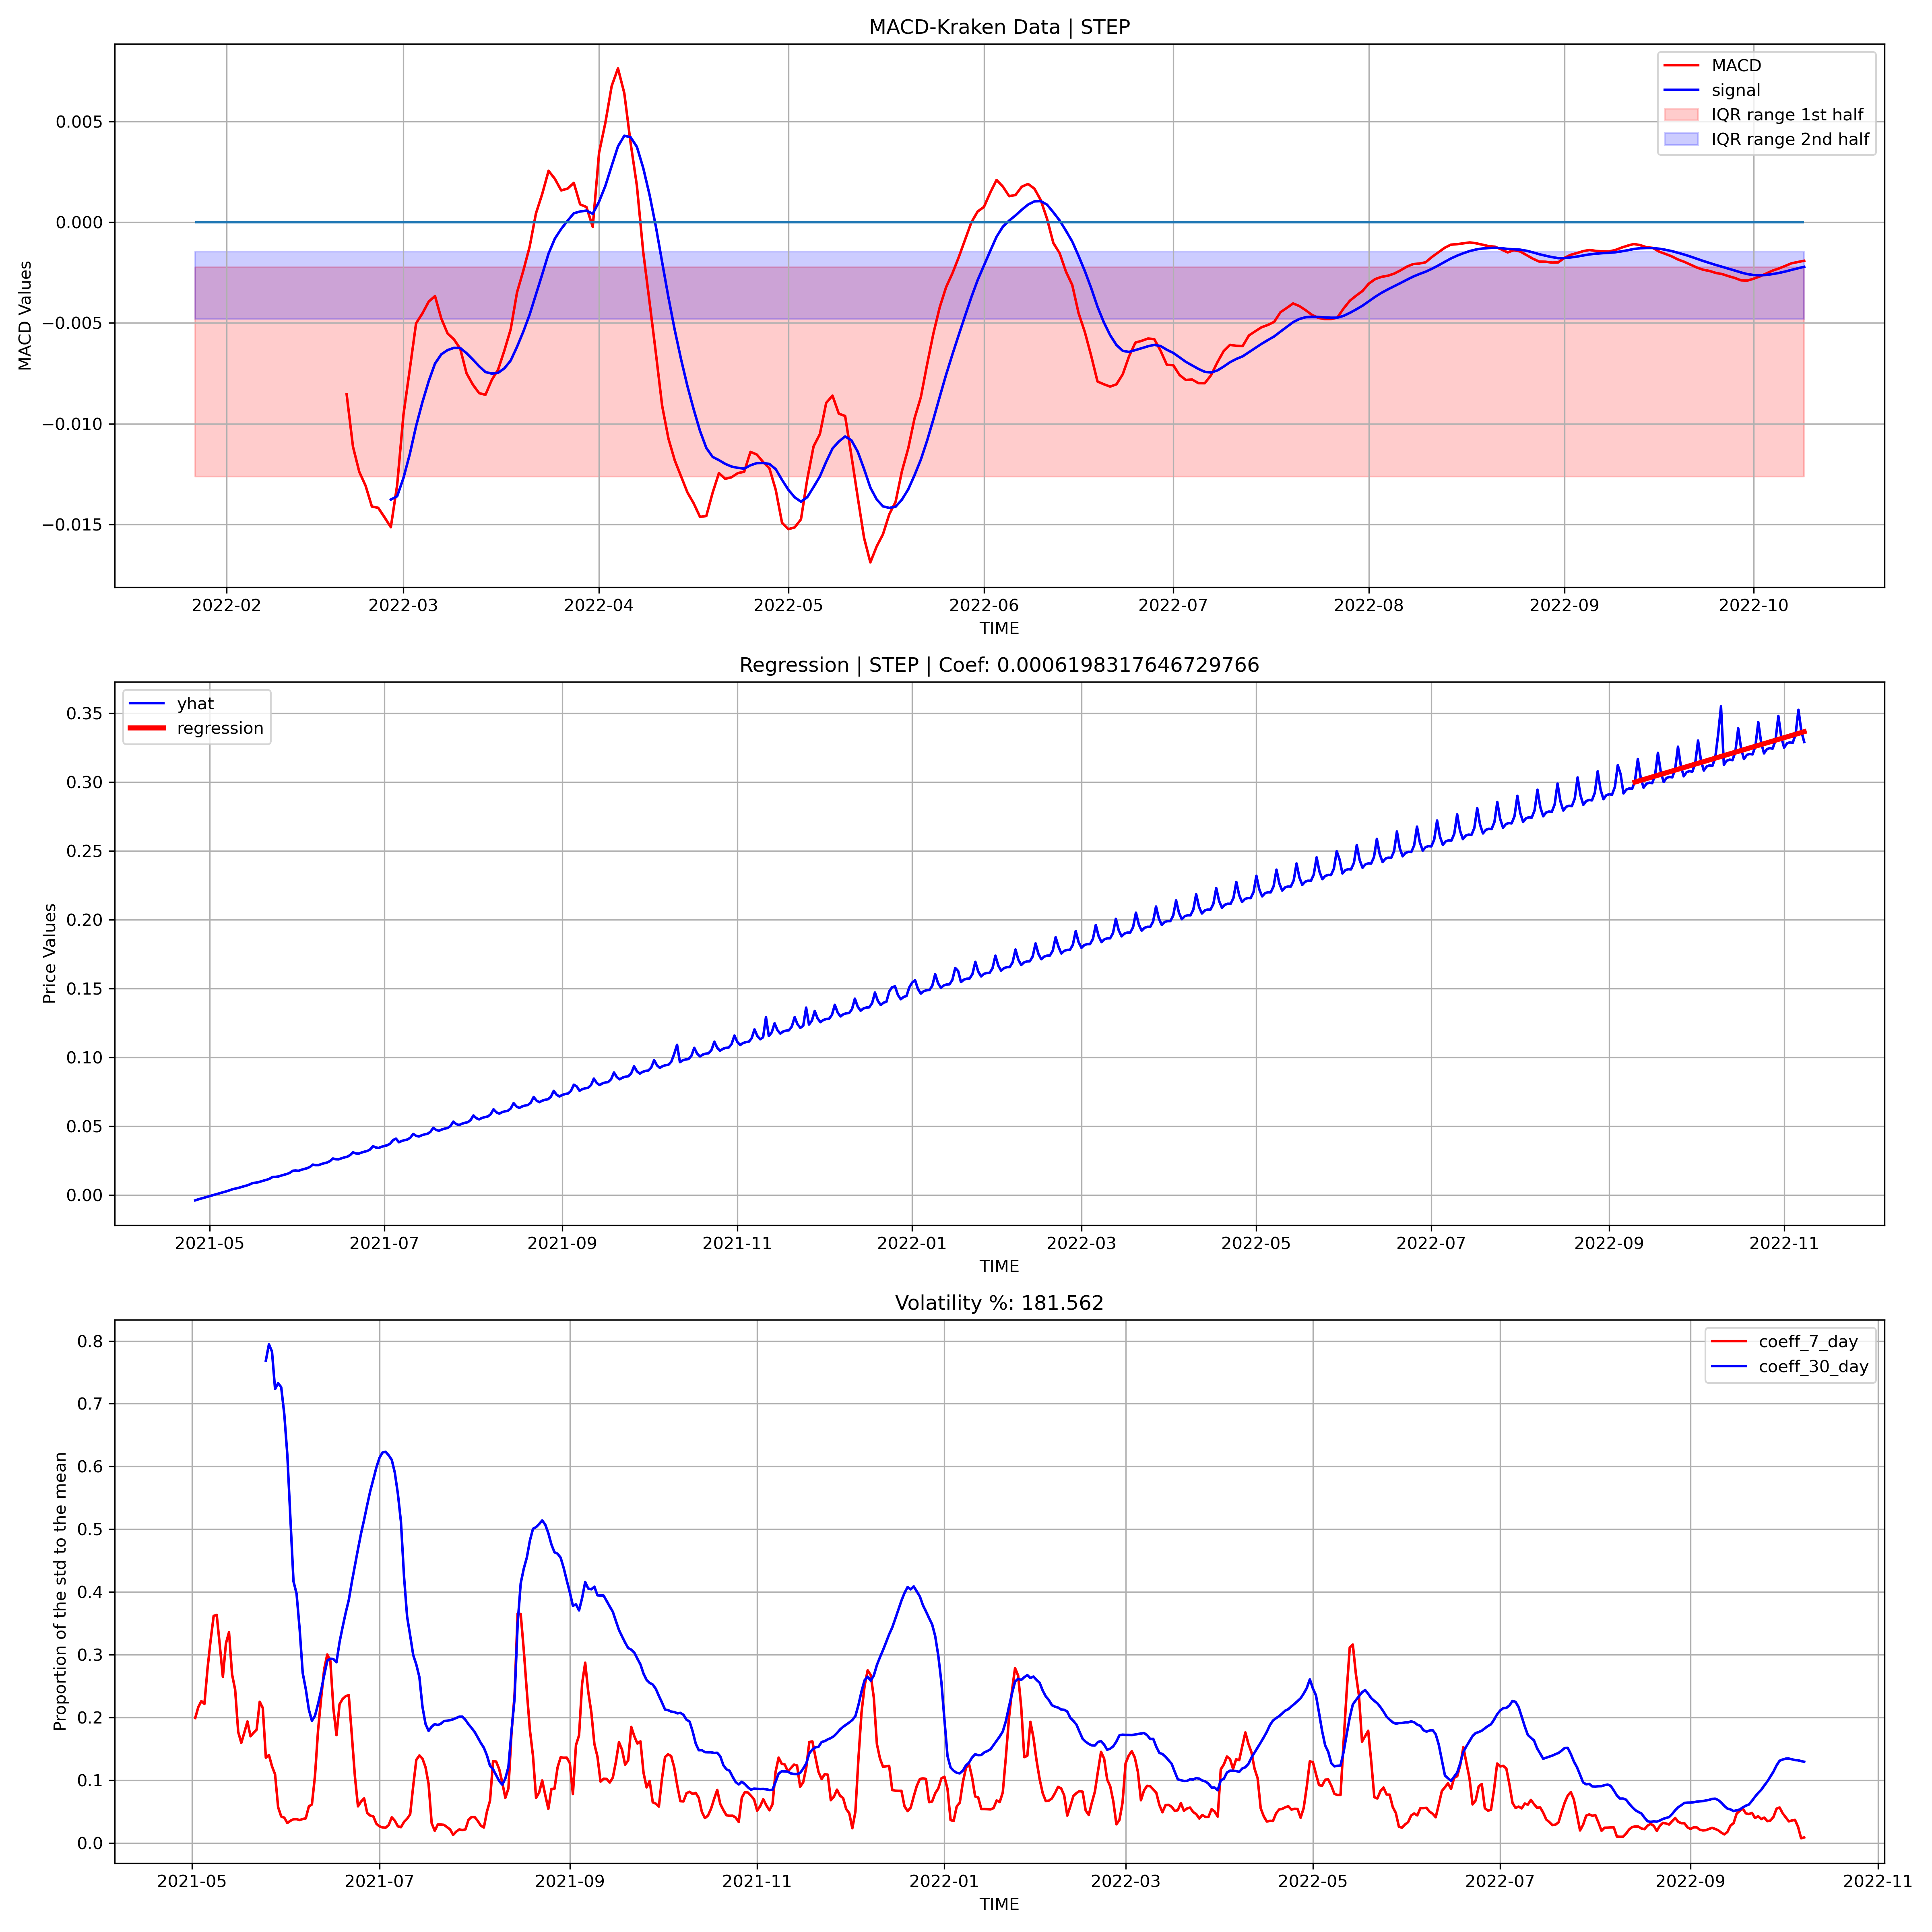 MACD-Kraken Data | STEP
MACD
signal
IQR range 1st half
IQR range 2nd half
MACD Values
0.005
0.000
−0.005
−0.010
−0.015
2022-02 2022-03 2022-04 2022-05 2022-06 2022-07 2022-08 2022-09 2022-10
TIME
Regression | STEP | Coef: 0.0006198317646729766
yhat
regression
Price Values
0.35
0.30
0.25
0.20
0.15
0.10
0.05
0.00
2021-05 2021-07 2021-09 2021-11 2022-01 2022-03 2022-05 2022-07 2022-09 2022-11
TIME
Volatility %: 181.562
coeff_7_day
coeff_30_day
Proportion of the std to the mean
0.8
0.7
0.6
0.5
0.4
0.3
0.2
0.1
0.0
2021-05 2021-07 2021-09 2021-11 2022-01 2022-03 2022-05 2022-07 2022-09 2022-11
TIME